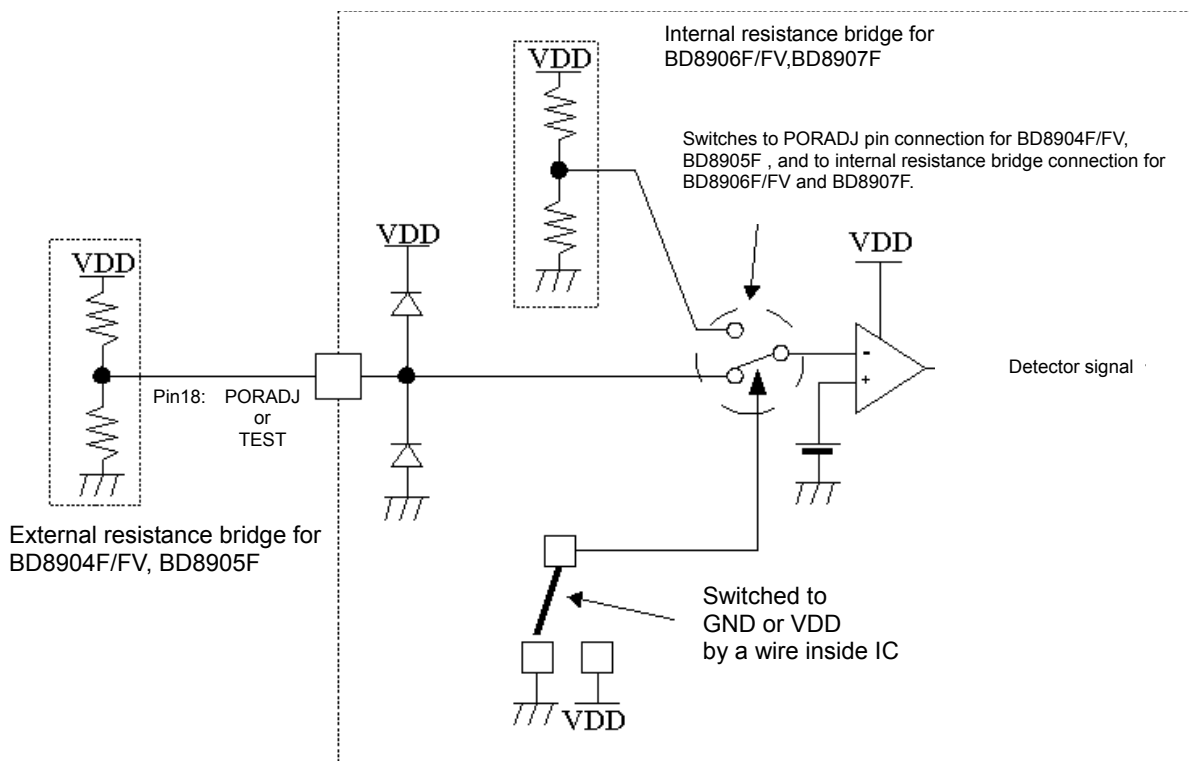 Internal resistance bridge for
BD8906F/FV,BD8907F
VDD
Switches to PORADJ pin connection for BD8904F/FV,
BD8905F , and to internal resistance bridge connection for
BD8906F/FV and BD8907F.
VDD
VDD
VDD
-
+
Detector signal
Pin18: PORADJ
or
TEST
External resistance bridge for
BD8904F/FV, BD8905F
Switched to
GND or VDD
by a wire inside IC
VDD